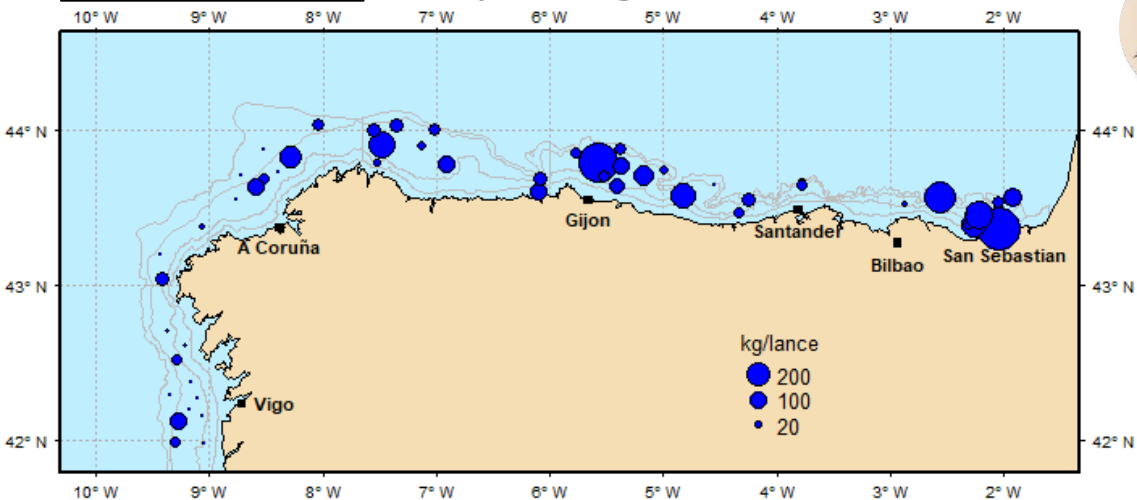 10° W 9° W 8° W 7° W 6° W 5° W 4° W 3° W 2° W
44° N 44° N
A Coruña
Gijon
Santander
Bilbao
San Sebastian
43° N 43° N
kg/lance
200
100
20
Vigo
42° N 42° N
10° W 9° W 8° W 7° W 6° W 5° W 4° W 3° W 2° W